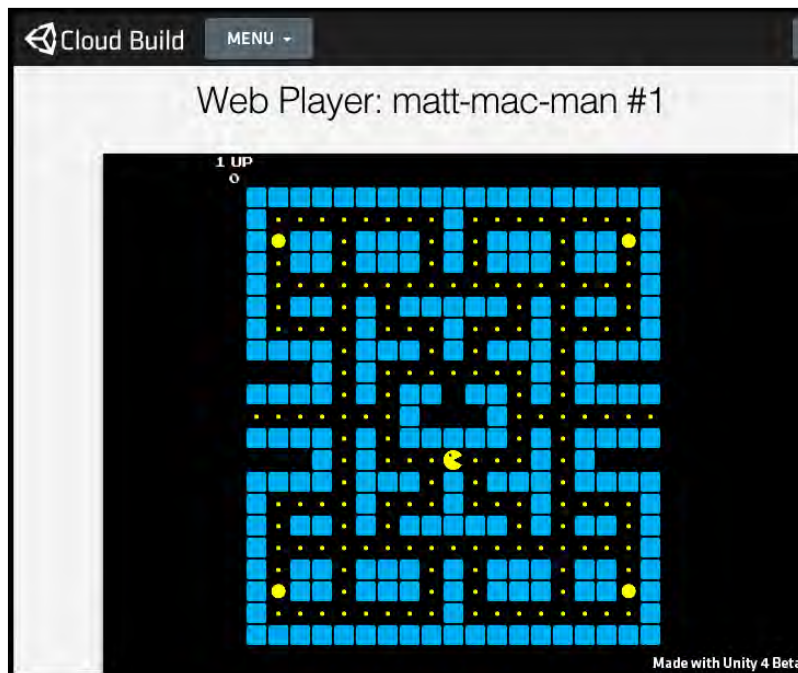 Cloud Build
MENU
Web Player: matt-mac-man #1
1 UP
0
Made with Unity 4 Beta